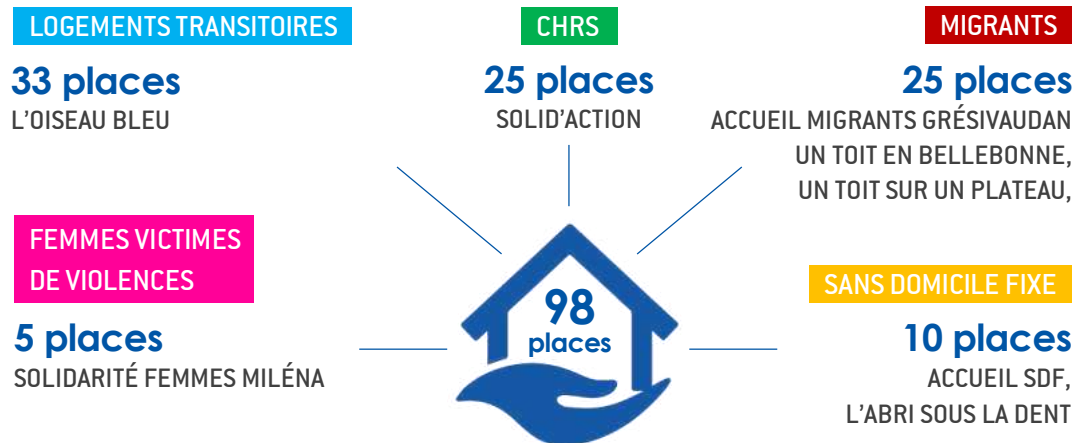 LOGEMENTS TRANSITOIRES
33 places
L'OISEAU BLEU
CHRS
25 places
SOLID'ACTION
MIGRANTS
25 places
ACCUEIL MIGRANTS GRÉSIVAUDAN
UN TOIT EN BELLEBONNE,
UN TOIT SUR UN PLATEAU,
FEMMES VICTIMES
DE VIOLENCES
5 places
SOLIDARITÉ FEMMES MILÉNA
98
places
SANS DOMICILE FIXE
10 places
ACCUEIL SDF,
L'ABRI SOUS LA DENT